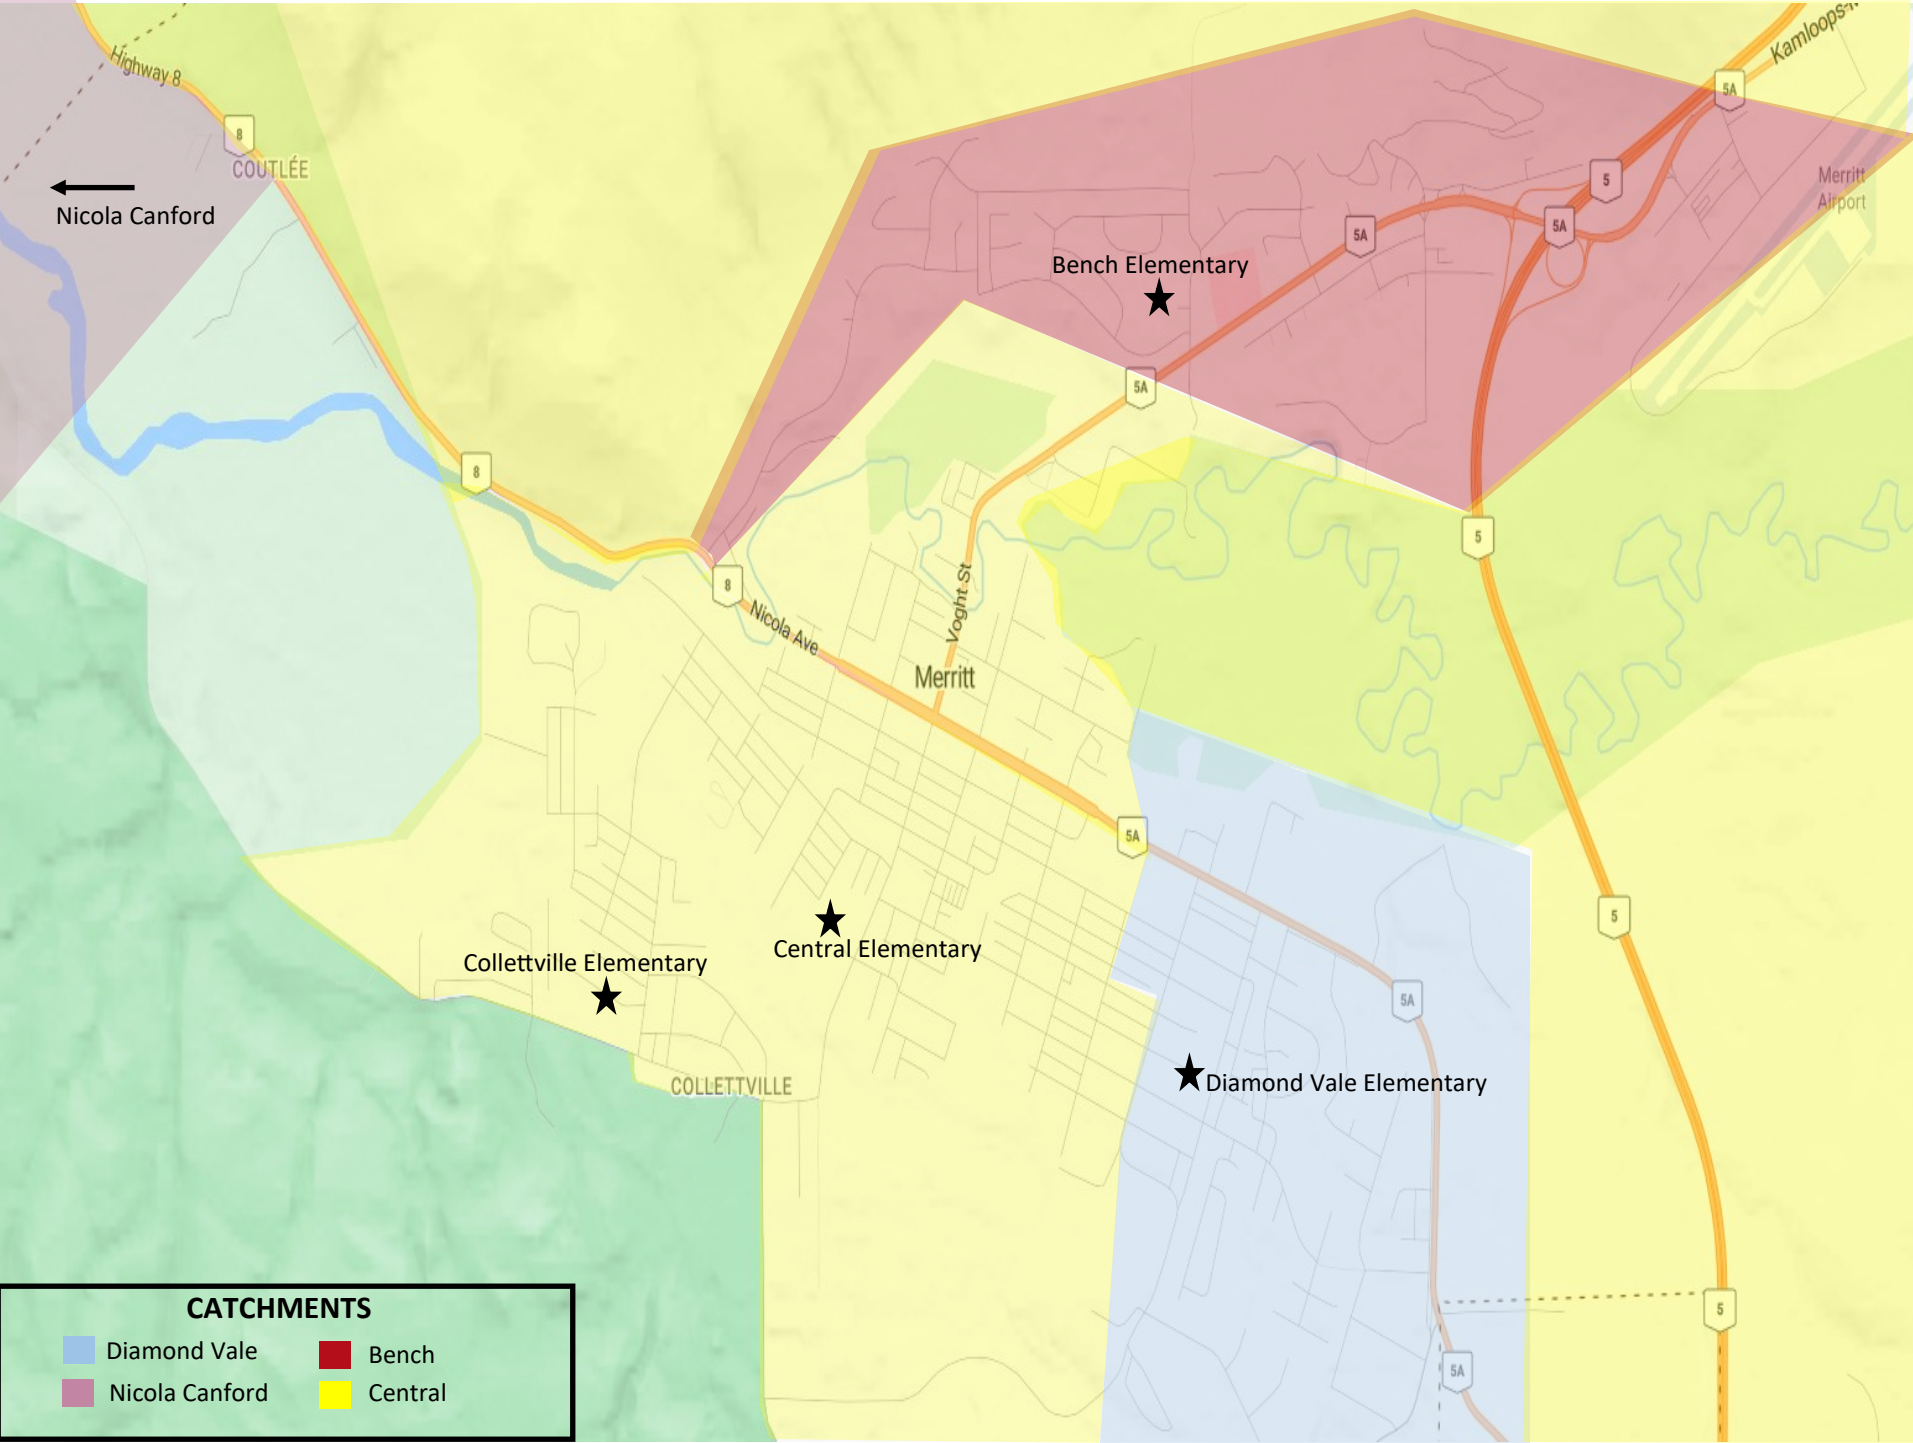 Highway 8
Kamloops-
5A
8
COUTLÉE
5
Merritt
Airport
Nicola Canford
5A
5A
Bench Elementary
5A
8
5
8
Nicola Ave
Voght St
Merritt
5A
5
Central Elementary
Collettville Elementary
5A
Diamond Vale Elementary
COLLETTVILLE
5
5A
CATCHMENTS
Diamond Vale
Bench
Nicola Canford
Central